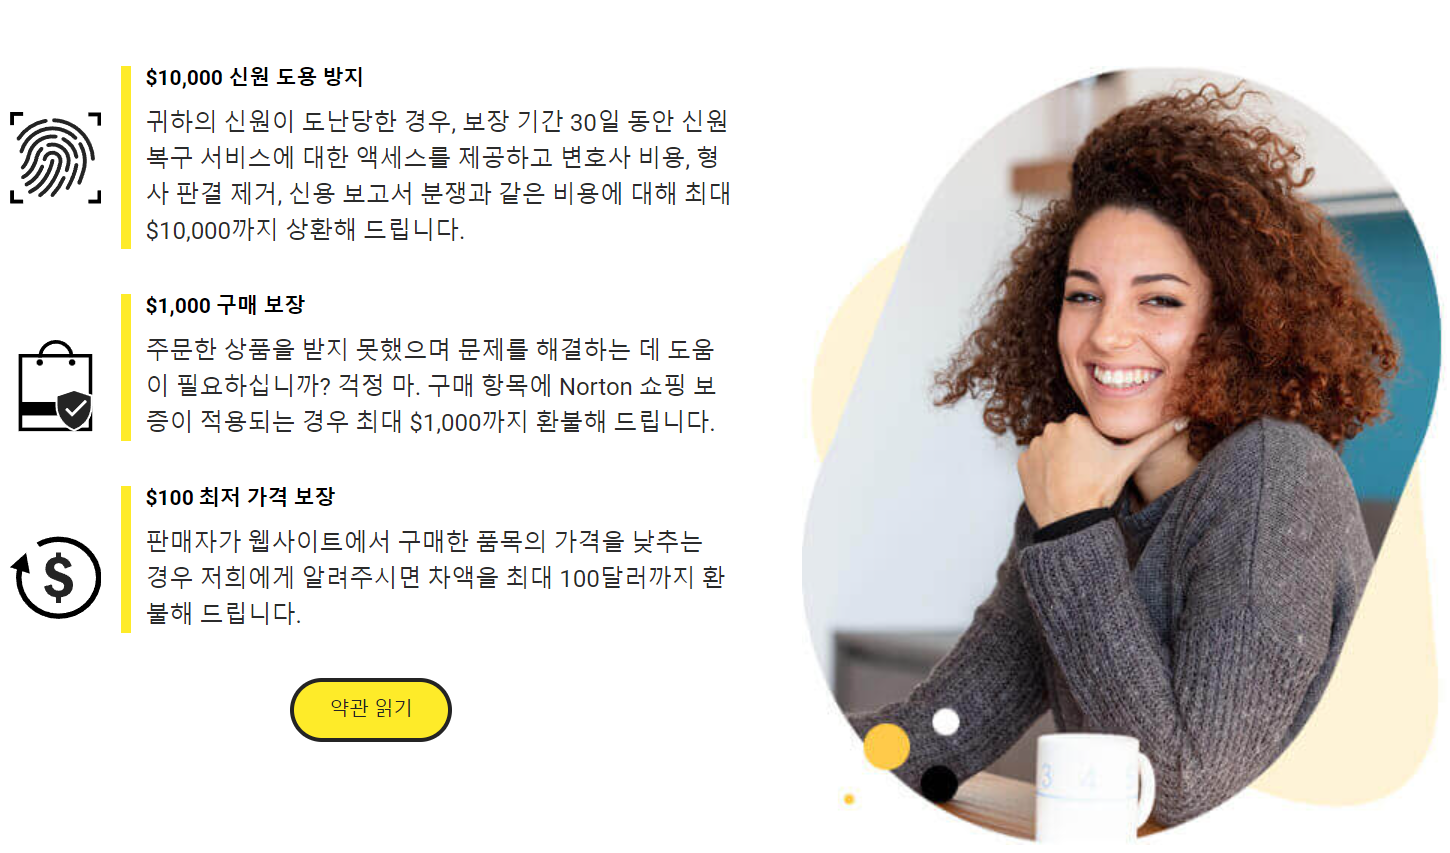 $10,000 신원 도용 방지
귀하의 신원이 도난당한 경우, 보장 기간 30일 동안 신원
복구 서비스에 대한 액세스를 제공하고 변호사 비용, 형
사 판결 제거, 신용 보고서 분쟁과 같은 비용에 대해 최대
$10,000까지 상환해 드립니다.
$1,000 구매 보장
주문한 상품을 받지 못했으며 문제를 해결하는 데 도움
이 필요하십니까? 걱정 마. 구매 항목에 Norton 쇼핑 보
증이 적용되는 경우 최대 $1,000까지 환불해 드립니다.
$100 최저 가격 보장
판매자가 웹사이트에서 구매한 품목의 가격을 낮추는
경우 저희에게 알려주시면 차액을 최대 100달러까지 환
불해 드립니다.
약관 읽기
3 4 5